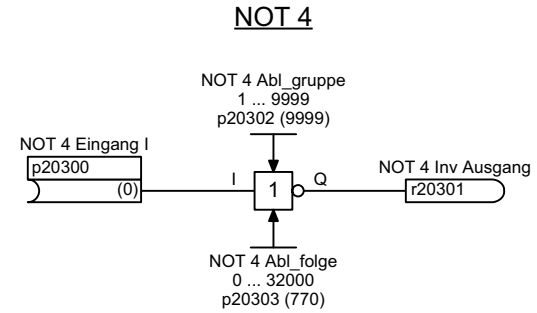 NOT 4
NOT 4 Abl_gruppe
1 ... 9999
p20302 (9999)
NOT 4 Eingang I
p20300
(0)
I
1
Q
NOT 4 Inv Ausgang
r20301
NOT 4 Abl_folge
0 ... 32000
p20303 (770)